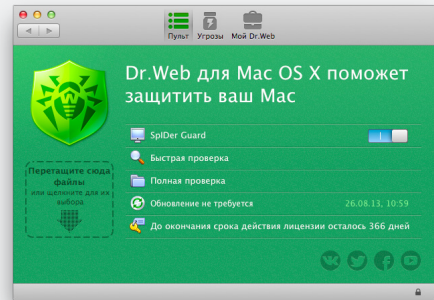 Пульт Угрозы Мой Dr.Web
Dr.Web для Mac OS X поможет
защитить ваш Mac
SpIDer Guard
Быстрая проверка
Полная проверка
Обновление не требуется 26.08.13, 10:59
До окончания срока действия лицензии осталось 366 дней
Перетащите сюда
файлы
или щелкните для их
выбора